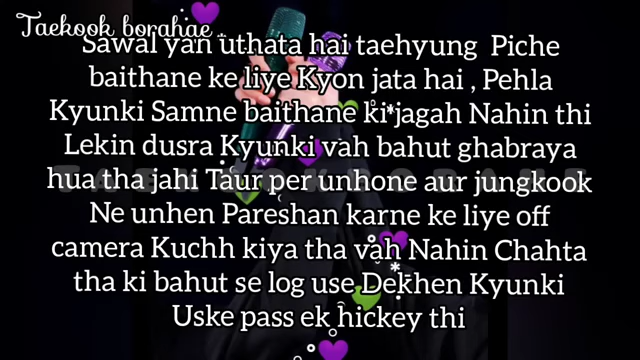 Taekook borahae
Sawal yah uthata hai taehyung Piche
baithane ke liye Kyon jata hai , Pehla
Kyunki Samne baithane ki jagah Nahin thi
Lekin dusra Kyunki vah bahut ghabraya
hua tha jahi Taur per unhone aur jungkook
Ne unhen Pareshan karne ke liye off
camera Kuchh kiya tha vah Nahin Chahta
tha ki bahut se log use Dekhen Kyunki
Uske pass ek hickey thi